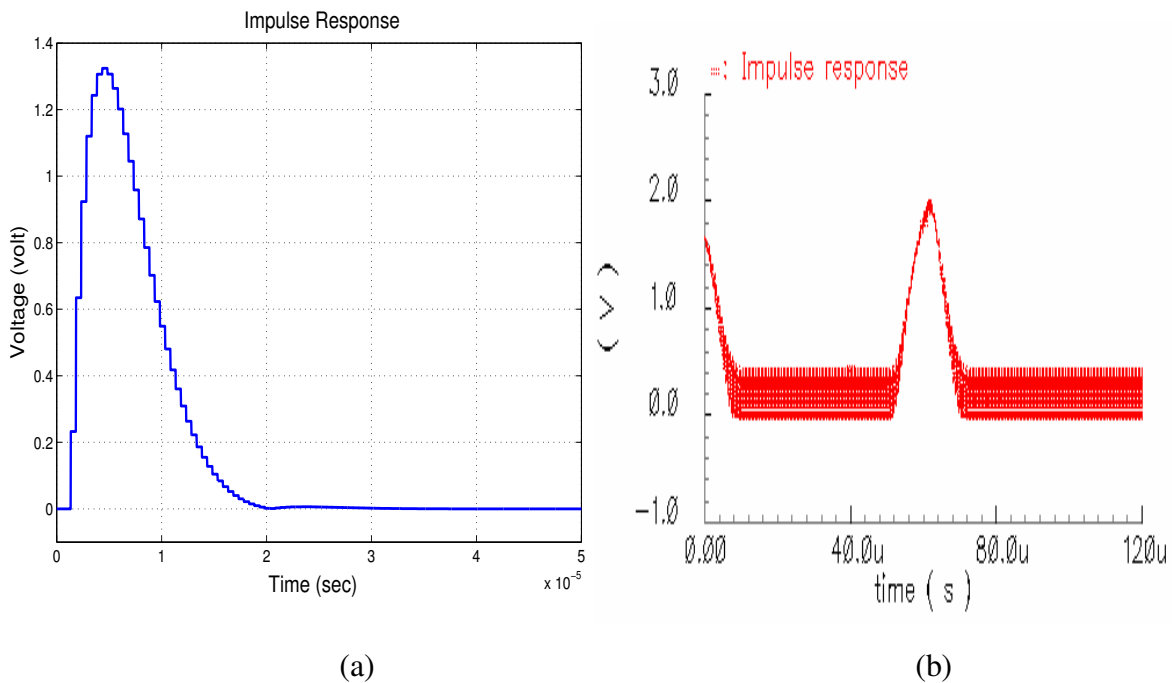 Impulse Response
1.4
1.2
1
0.8
0.6
0.4
0.2
0
Voltage (volt)
0 1 2 3 4 5
x 10⁻⁵
Time (sec)
(a)
=: Impulse response
3.0
2.0
1.0
0.0
-1.0
( V )
0.00 40.0u 80.0u 120u
time ( s )
(b)